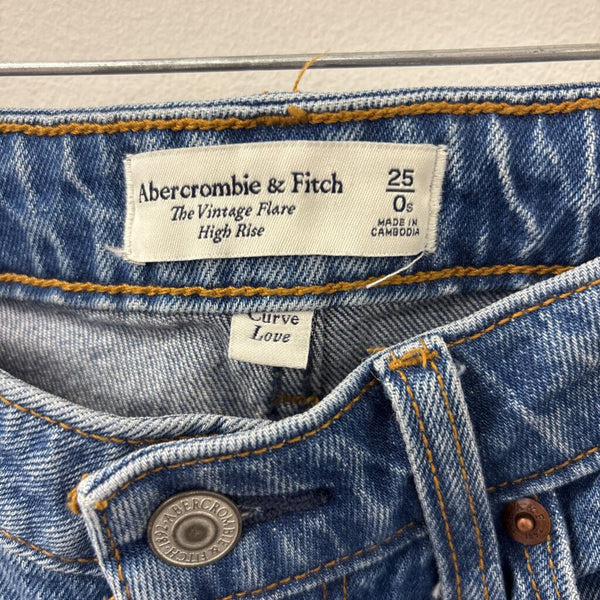 Abercrombie & Fitch
The Vintage Flare
High Rise
25
0s
MADE IN
CAMBODIA
Curve
Love
ABERCROMBIE & FITCH